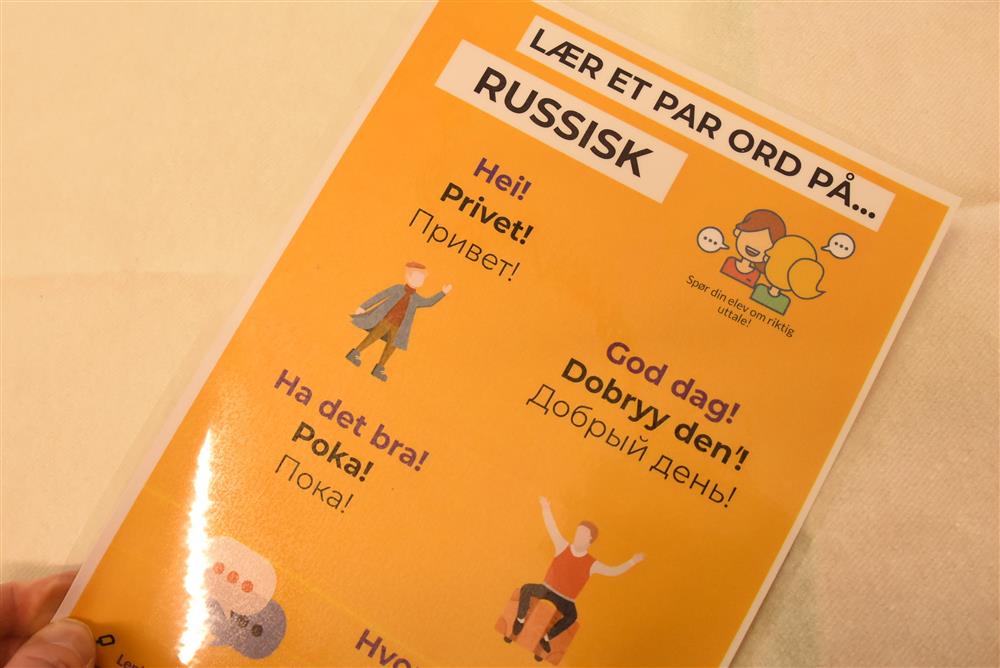 LÆR ET PAR ORD PÅ...
RUSSISK
Hei!
Privet!
Привет!
Spør din elev om riktig
uttale!
God dag!
Dobryy den'!
Добрый день!
Ha det bra!
Poka!
Пока!